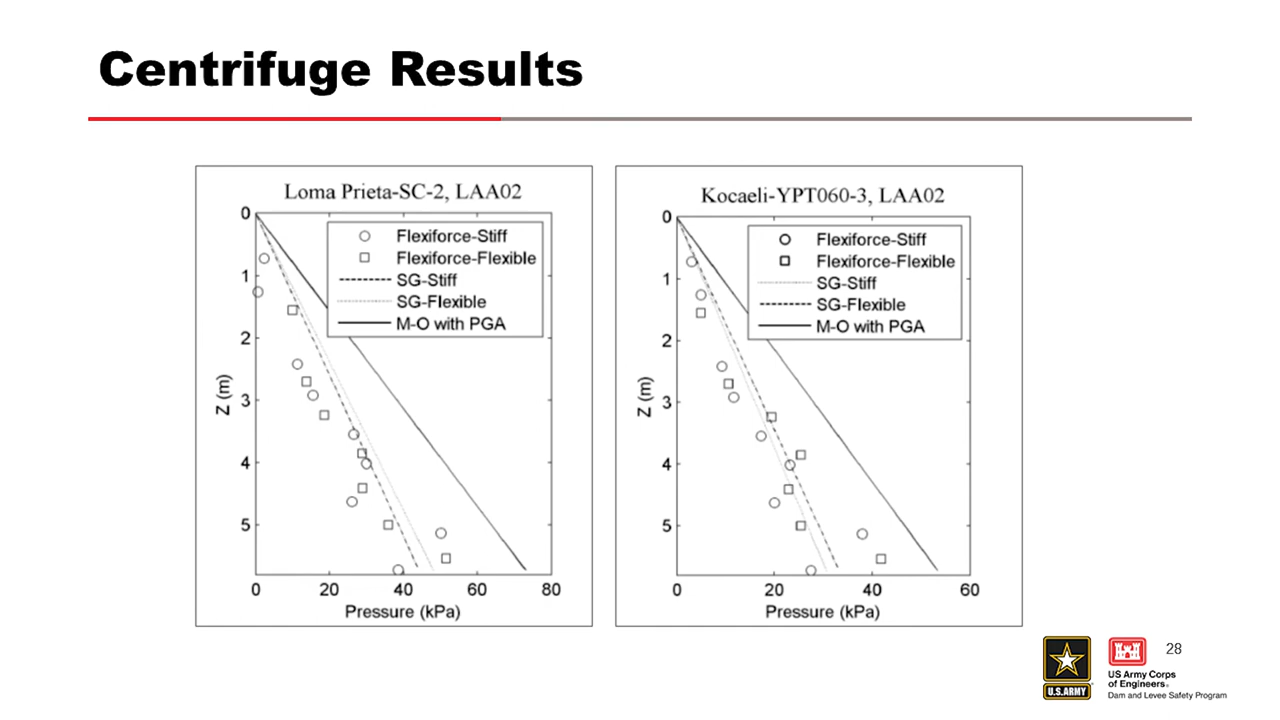 Centrifuge Results
Loma Prieta-SC-2, LAA02
Flexiforce-Stiff
Flexiforce-Flexible
SG-Stiff
SG-Flexible
M-O with PGA
0
1
2
3
4
5
Z (m)
0 20 40 60 80
Pressure (kPa)
Kocaeli-YPT060-3, LAA02
Flexiforce-Stiff
Flexiforce-Flexible
SG-Stiff
SG-Flexible
M-O with PGA
0
1
2
3
4
5
Z (m)
0 20 40 60
Pressure (kPa)
28
U.S.ARMY
US Army Corps
of Engineers®
Dam and Levee Safety Program